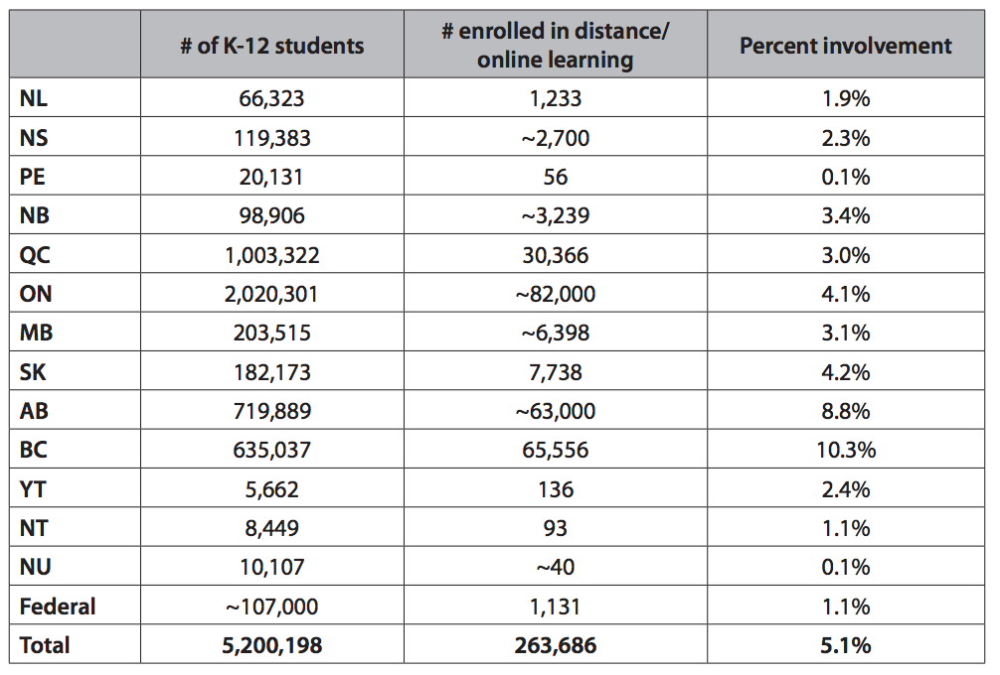 # of K-12 students # enrolled in distance/ online learning Percent involvement
NL 66,323 1,233 1.9%
NS 119,383 ~2,700 2.3%
PE 20,131 56 0.1%
NB 98,906 ~3,239 3.4%
QC 1,003,322 30,366 3.0%
ON 2,020,301 ~82,000 4.1%
MB 203,515 ~6,398 3.1%
SK 182,173 7,738 4.2%
AB 719,889 ~63,000 8.8%
BC 635,037 65,556 10.3%
YT 5,662 136 2.4%
NT 8,449 93 1.1%
NU 10,107 ~40 0.1%
Federal ~107,000 1,131 1.1%
Total 5,200,198 263,686 5.1%